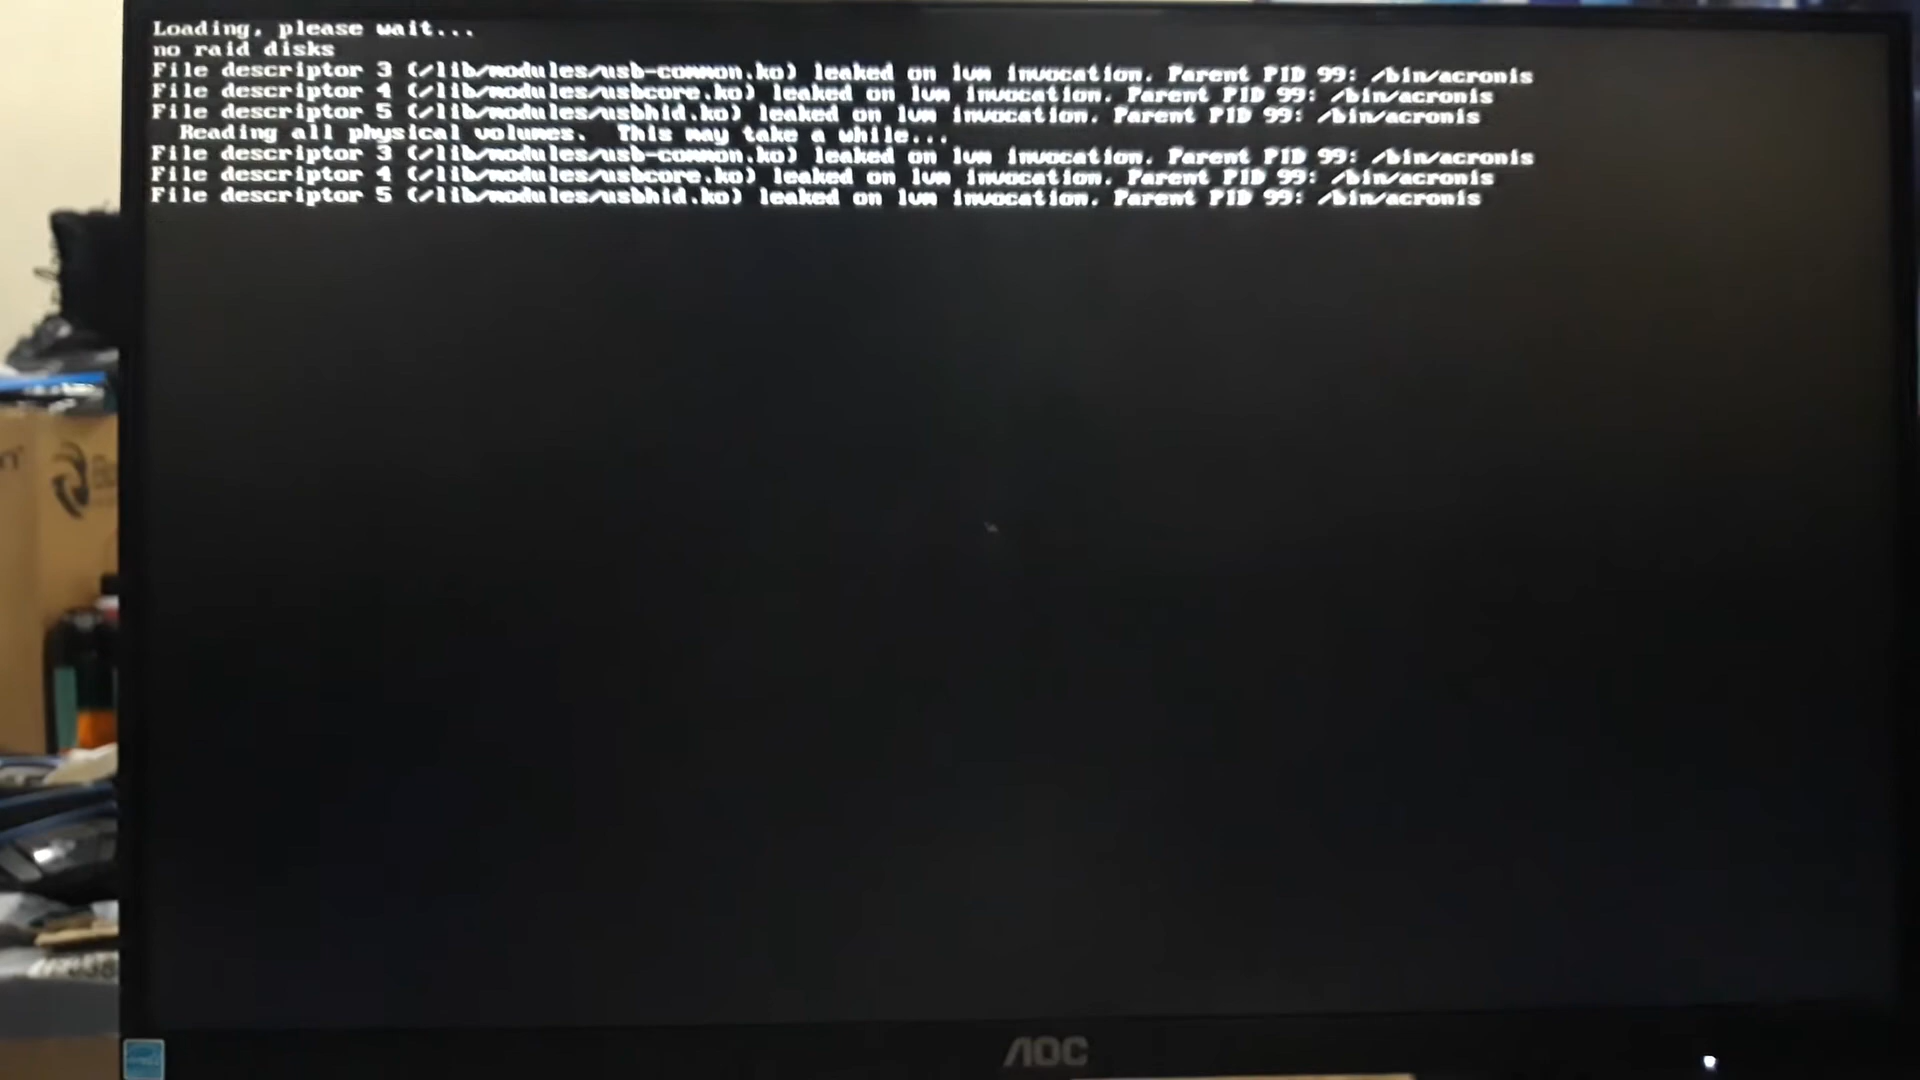 Loading, please wait...
no raid disks
File descriptor 3 (/lib/modules/usb-common.ko) leaked on lvm invocation. Parent PID 99: /bin/acronis
File descriptor 4 (/lib/modules/usbcore.ko) leaked on lvm invocation. Parent PID 99: /bin/acronis
File descriptor 5 (/lib/modules/usbhid.ko) leaked on lvm invocation. Parent PID 99: /bin/acronis
Reading all physical volumes.  This may take a while...
File descriptor 3 (/lib/modules/usb-common.ko) leaked on lvm invocation. Parent PID 99: /bin/acronis
File descriptor 4 (/lib/modules/usbcore.ko) leaked on lvm invocation. Parent PID 99: /bin/acronis
File descriptor 5 (/lib/modules/usbhid.ko) leaked on lvm invocation. Parent PID 99: /bin/acronis
AOC